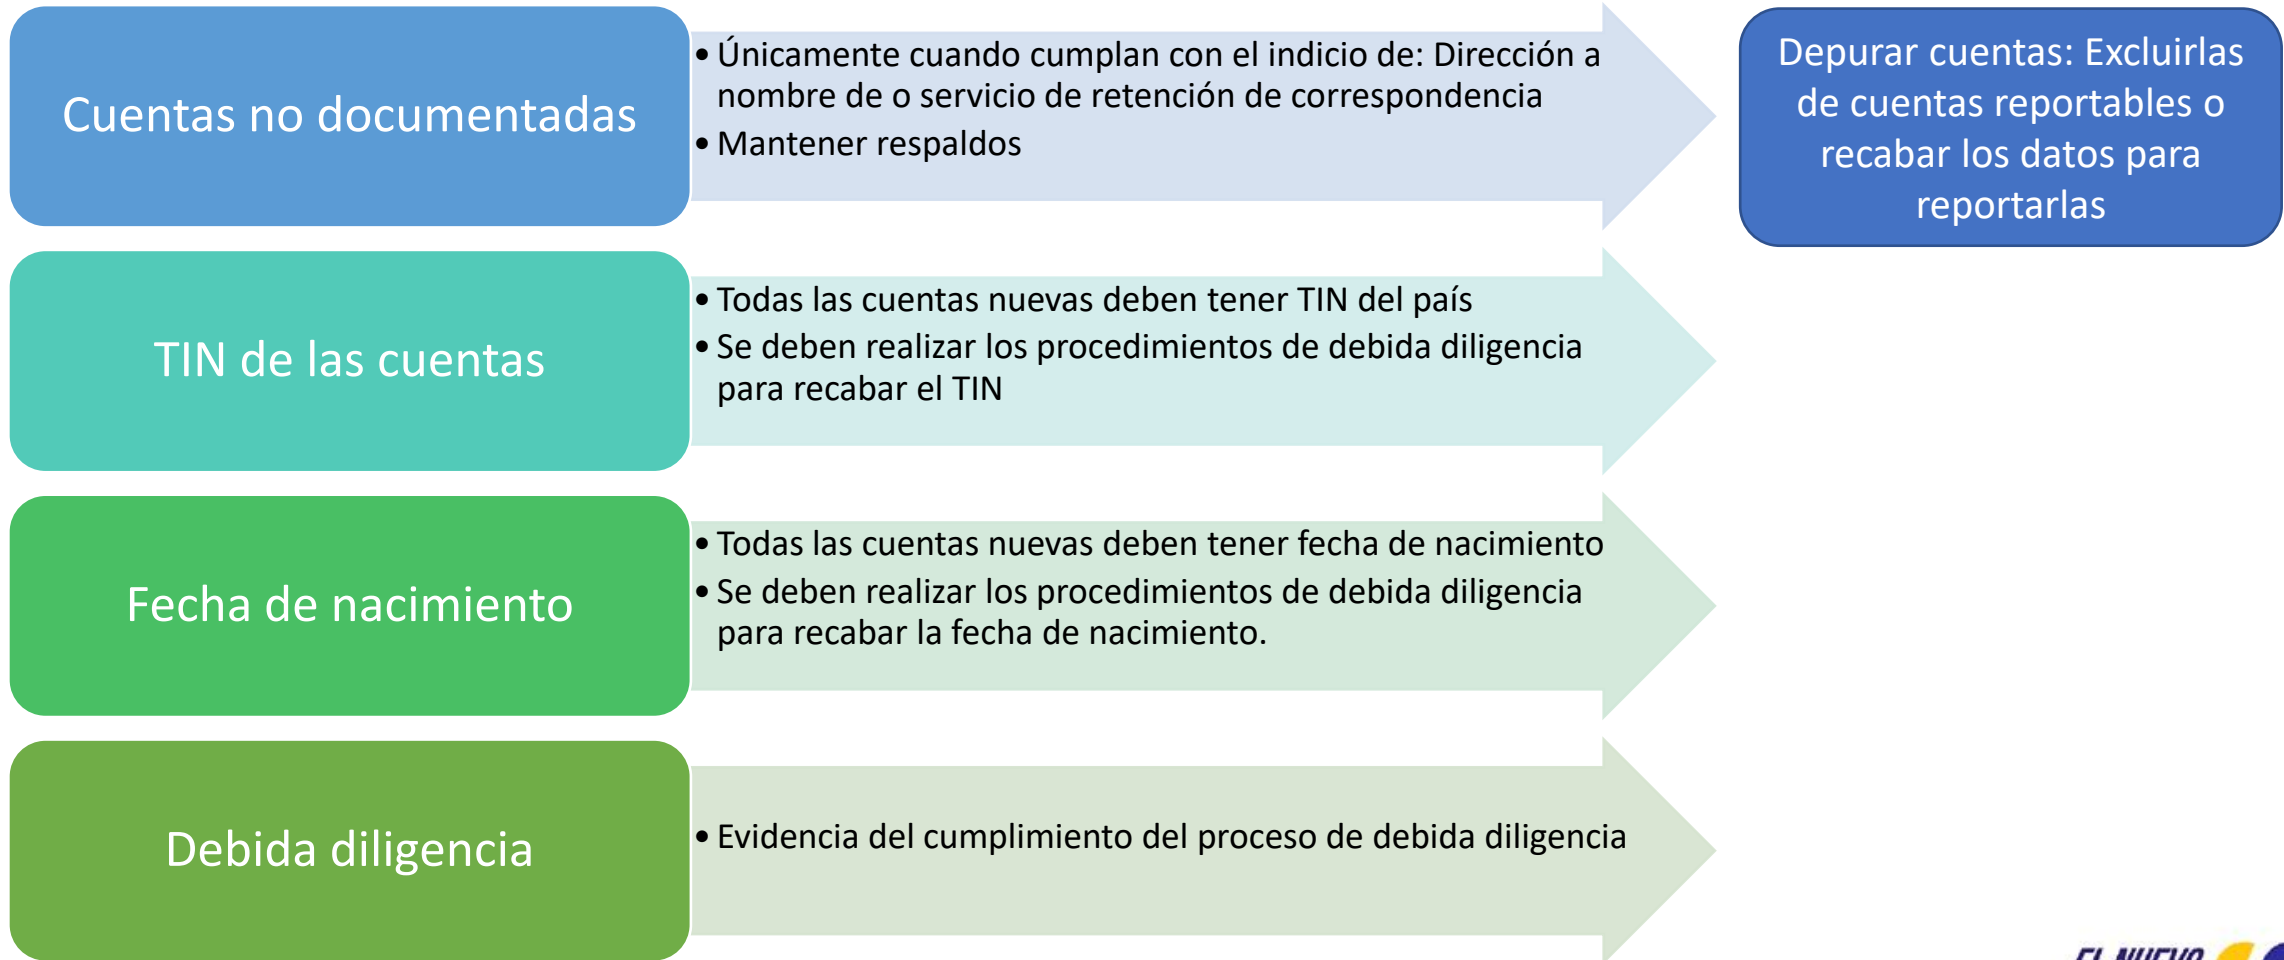 Cuentas no documentadas
• Únicamente cuando cumplan con el indicio de: Dirección a
nombre de o servicio de retención de correspondencia
• Mantener respaldos
Depurar cuentas: Excluirlas
de cuentas reportables o
recabar los datos para
reportarlas
TIN de las cuentas
• Todas las cuentas nuevas deben tener TIN del país
• Se deben realizar los procedimientos de debida diligencia
para recabar el TIN
Fecha de nacimiento
• Todas las cuentas nuevas deben tener fecha de nacimiento
• Se deben realizar los procedimientos de debida diligencia
para recabar la fecha de nacimiento.
Debida diligencia
• Evidencia del cumplimiento del proceso de debida diligencia
EL NUEVO